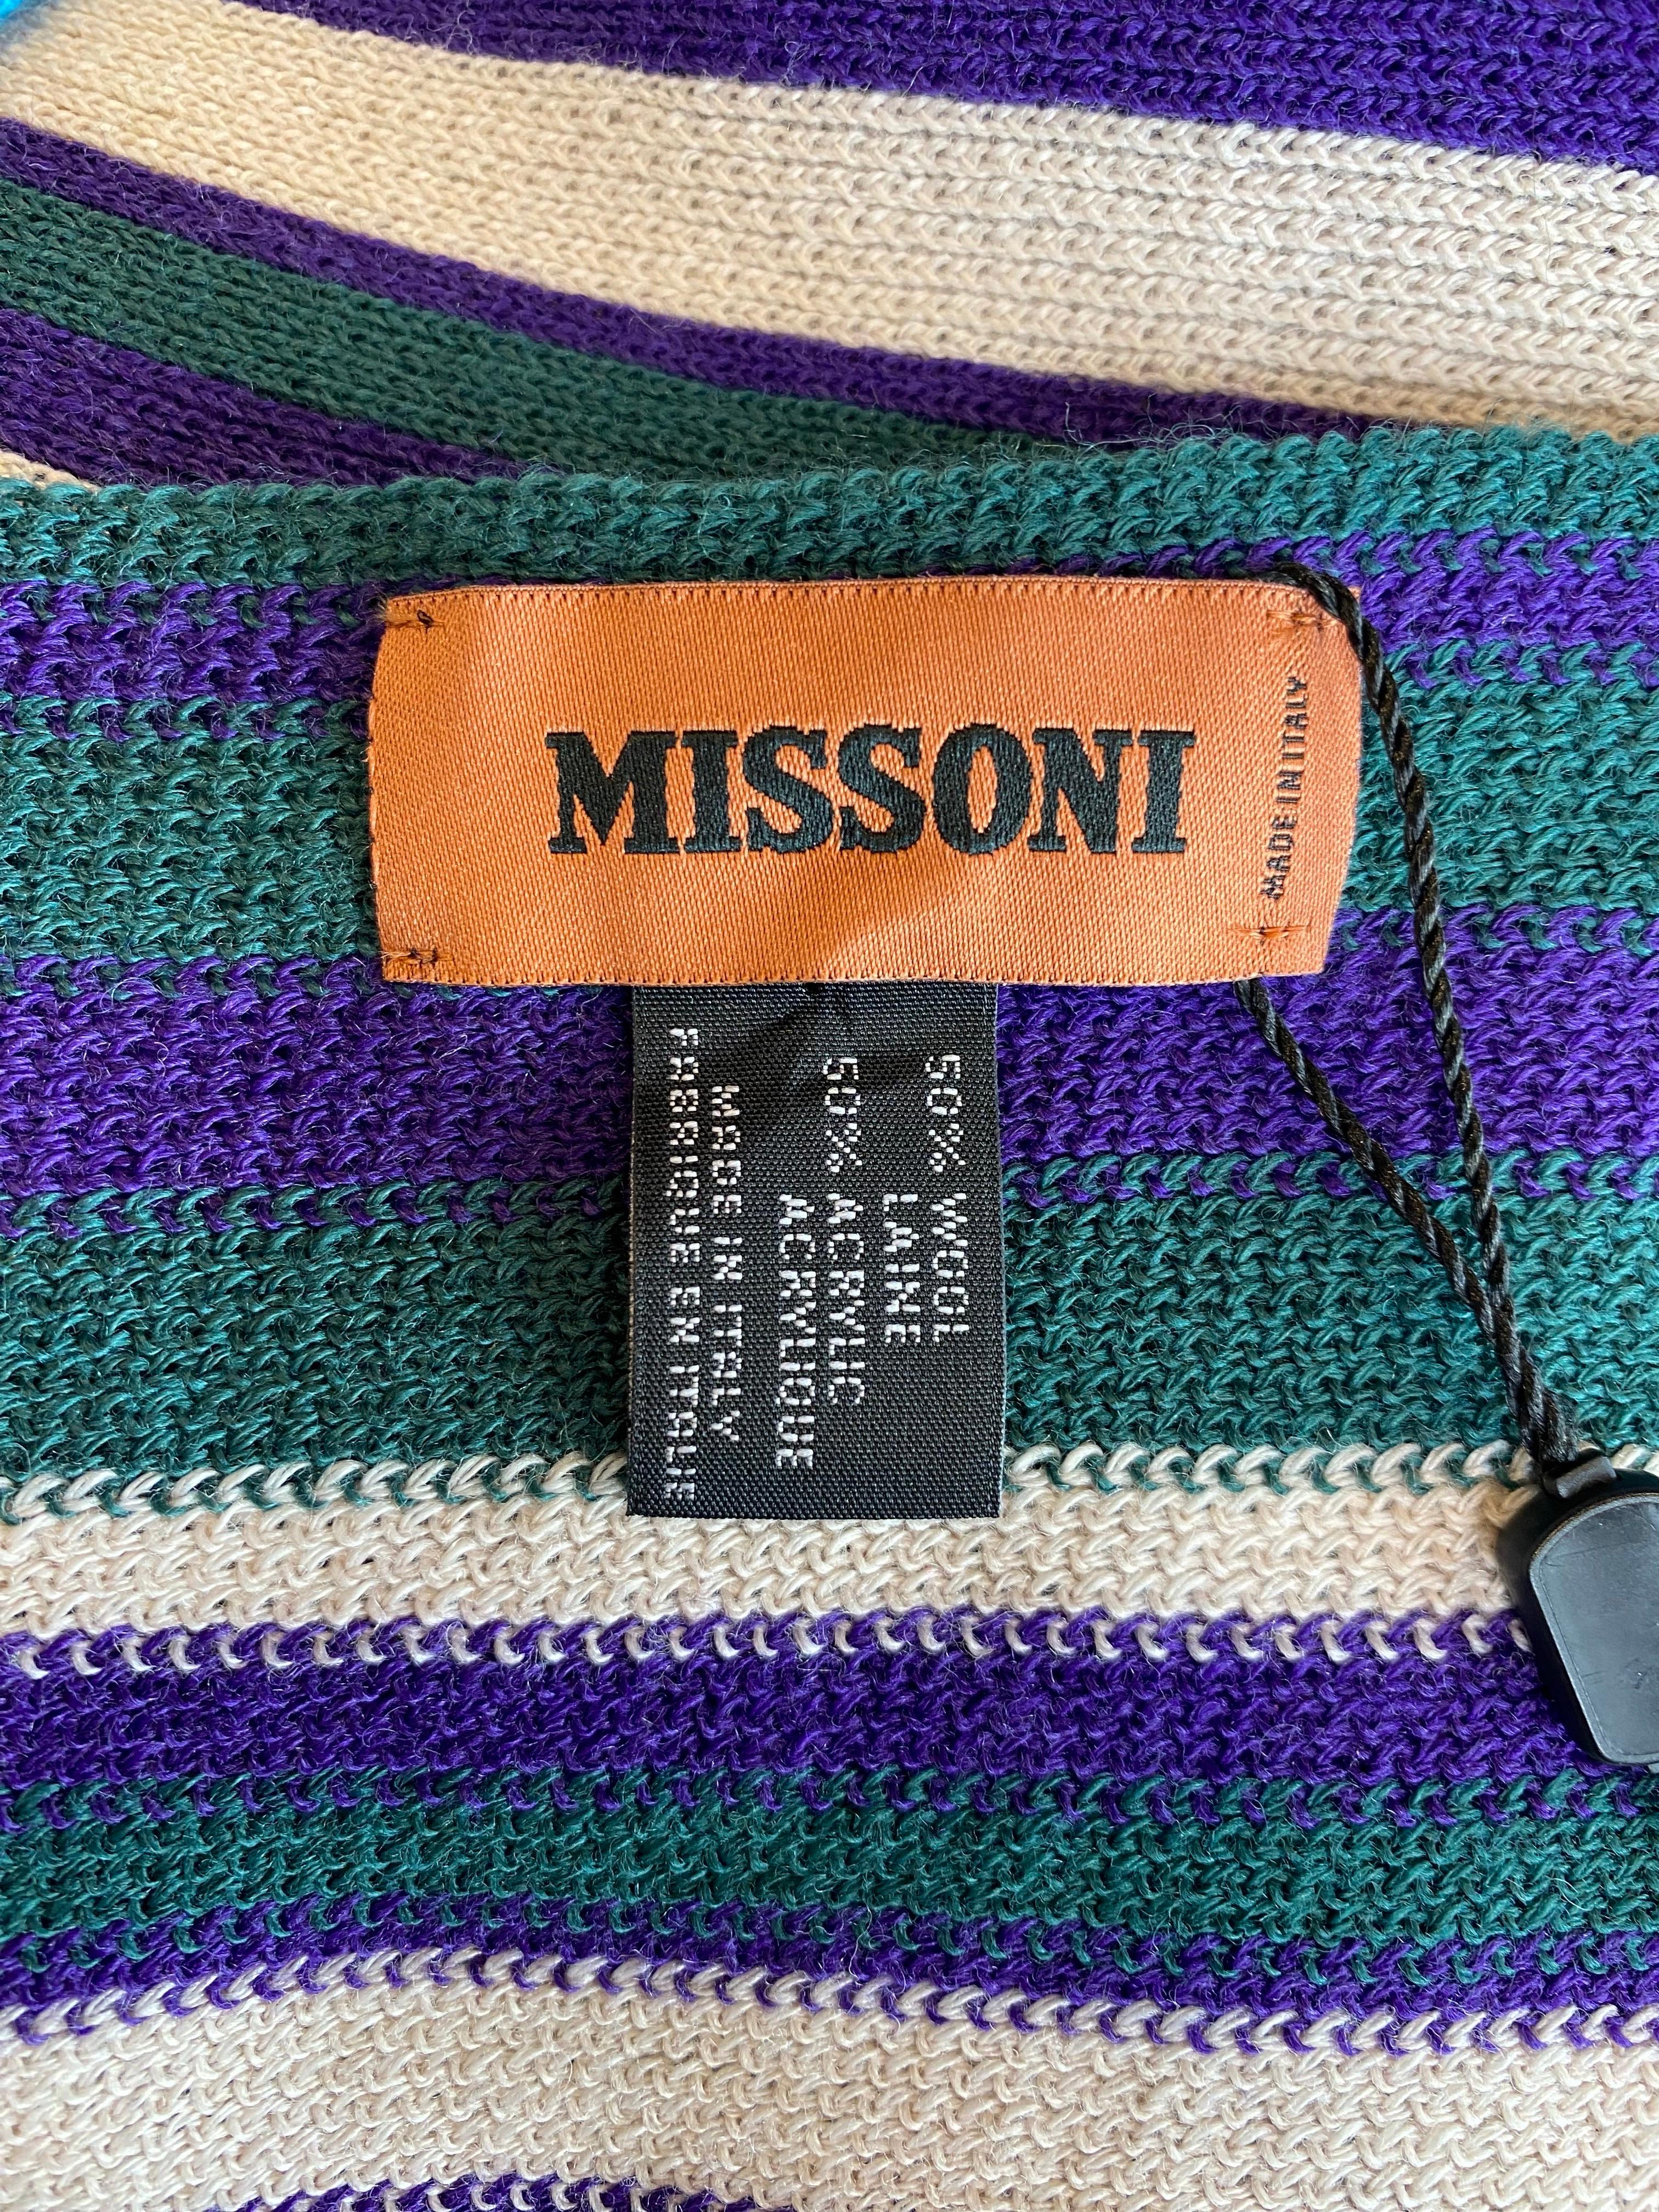 MISSONI
MADE IN ITALY
50% WOOL
LAINE
50% ACRYLIC
ACRYLIQUE
MADE IN ITALY
FABRIQUE EN ITALIE